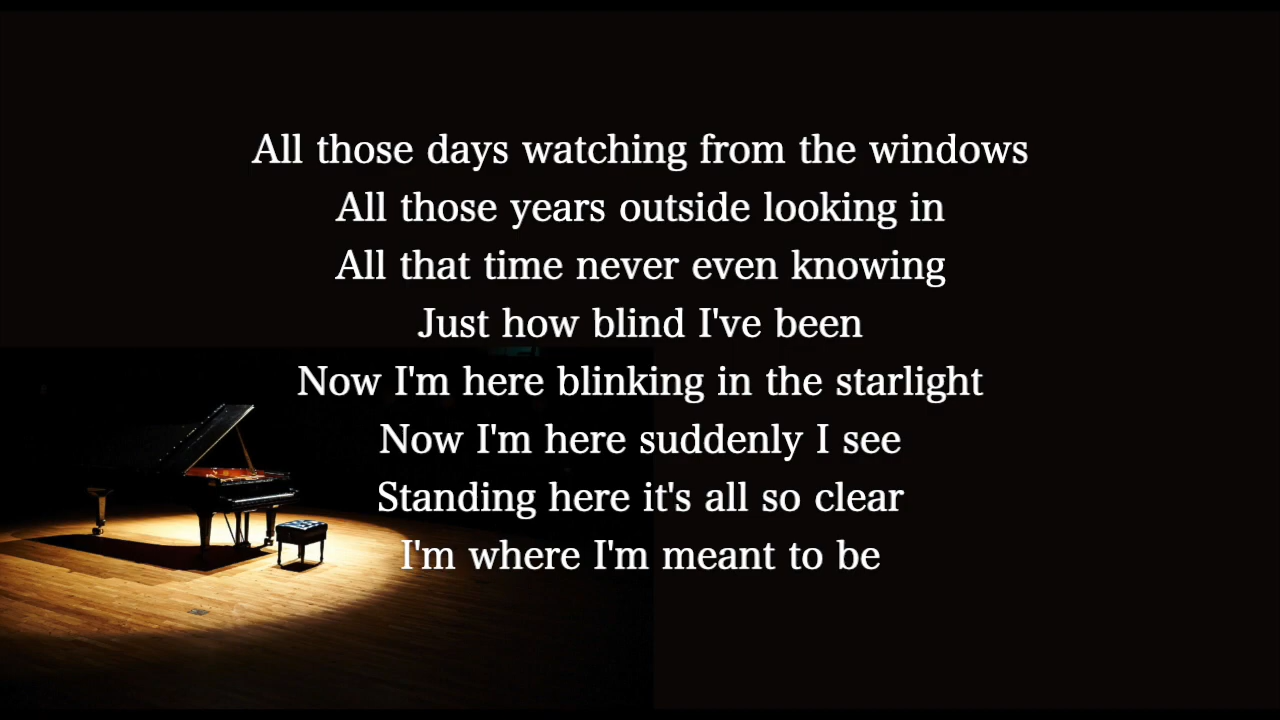 All those days watching from the windows
All those years outside looking in
All that time never even knowing
Just how blind I've been
Now I'm here blinking in the starlight
Now I'm here suddenly I see
Standing here it's all so clear
I'm where I'm meant to be